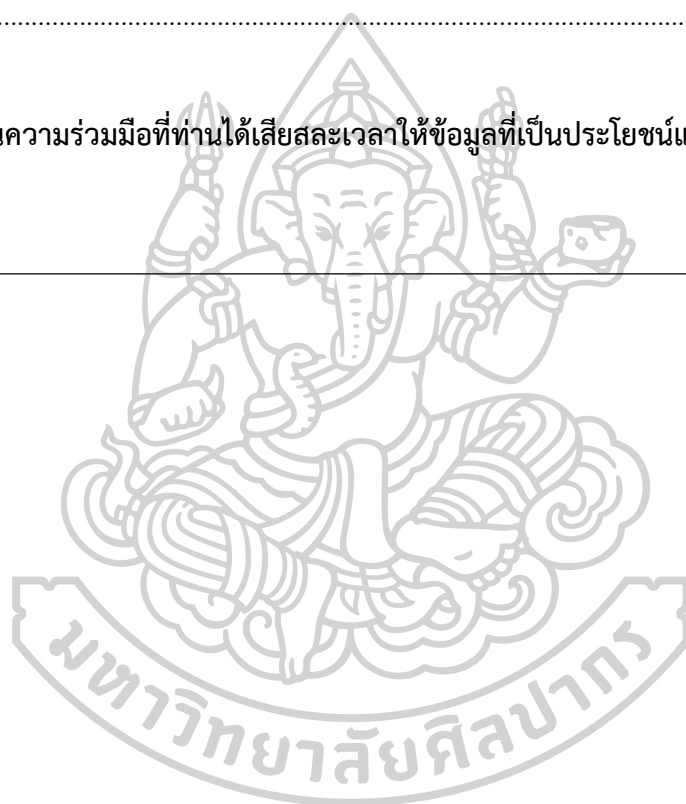 ความร่วมมือที่ท่านได้เสียสละเวลาให้ข้อมูลที่เป็นประโยชน์
มหาวิทยาลัยศิลปากร